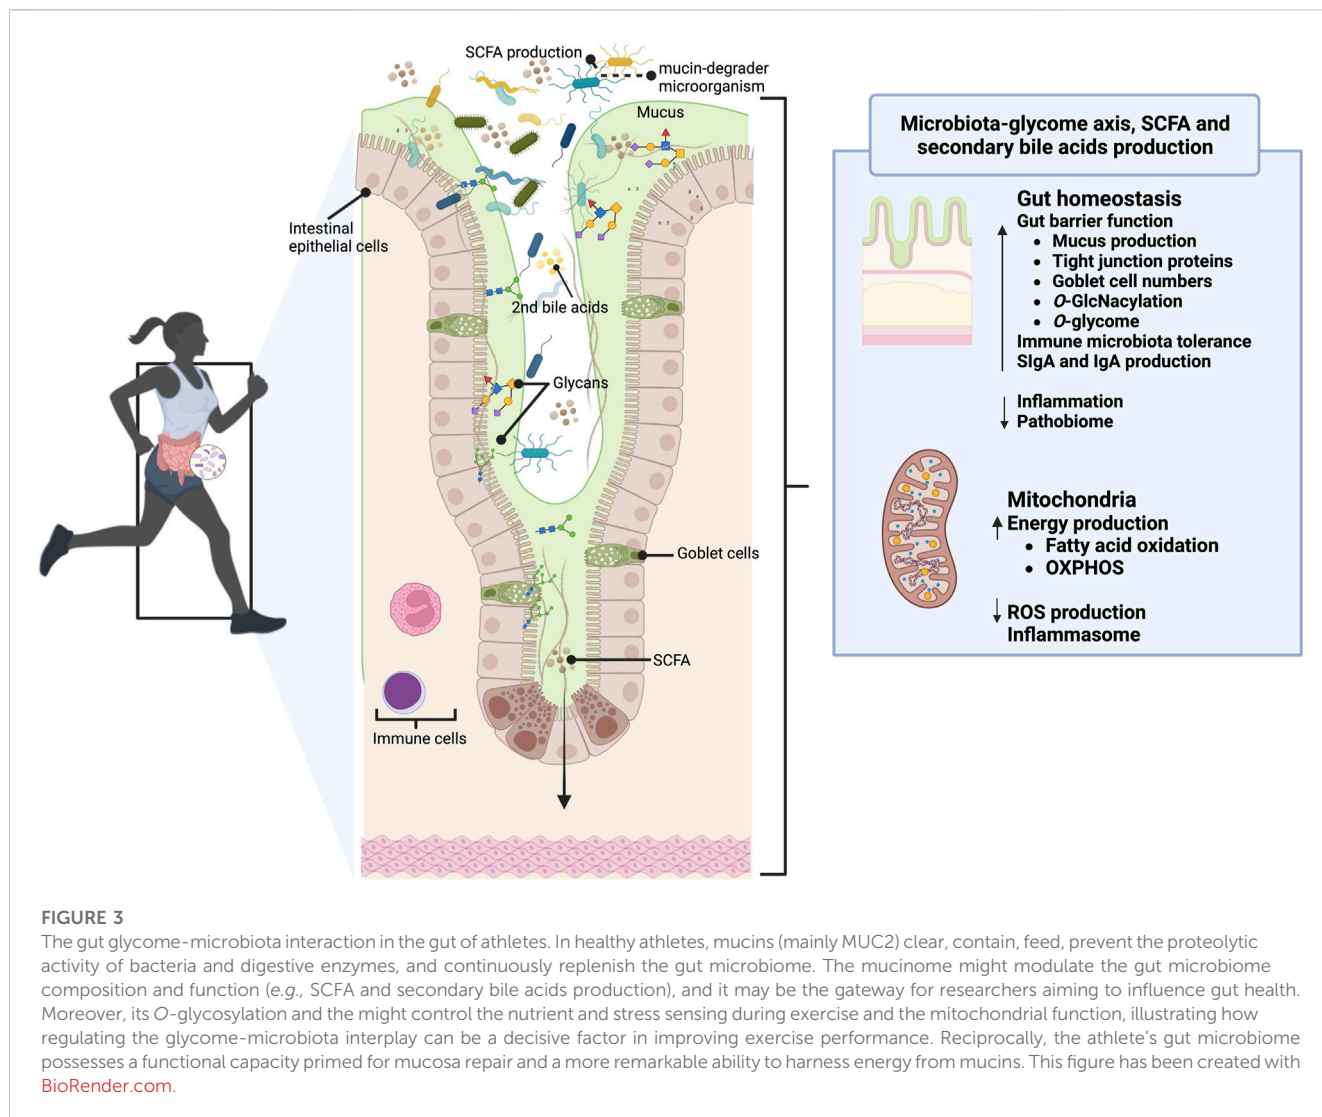 SCFA production
mucin-degrader
microorganism
Mucus
Intestinal
epithelial cells
2nd bile acids
Glycans
Goblet cells
SCFA
Immune cells
Microbiota-glycome axis, SCFA and
secondary bile acids production
Gut homeostasis
Gut barrier function
• Mucus production
• Tight junction proteins
• Goblet cell numbers
• O-GlcNacylation
• O-glycome
Immune microbiota tolerance
SIgA and IgA production
Inflammation
Pathobiome
Mitochondria
Energy production
• Fatty acid oxidation
• OXPHOS
ROS production
Inflammasome
FIGURE 3
The gut glycome-microbiota interaction in the gut of athletes. In healthy athletes, mucins (mainly MUC2) clear, contain, feed, prevent the proteolytic
activity of bacteria and digestive enzymes, and continuously replenish the gut microbiome. The mucinome might modulate the gut microbiome
composition and function (e.g., SCFA and secondary bile acids production), and it may be the gateway for researchers aiming to influence gut health.
Moreover, its O-glycosylation and the might control the nutrient and stress sensing during exercise and the mitochondrial function, illustrating how
regulating the glycome-microbiota interplay can be a decisive factor in improving exercise performance. Reciprocally, the athlete's gut microbiome
possesses a functional capacity primed for mucosa repair and a more remarkable ability to harness energy from mucins. This figure has been created with
BioRender.com.